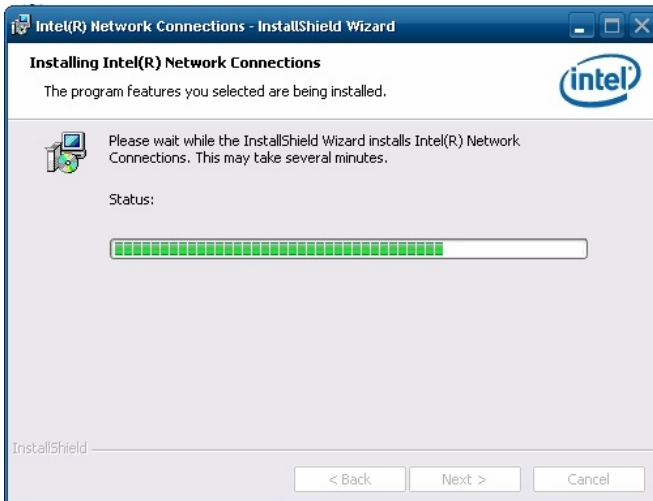 Intel(R) Network Connections - InstallShield Wizard
Installing Intel(R) Network Connections
The program features you selected are being installed.
intel
Please wait while the InstallShield Wizard installs Intel(R) Network
Connections. This may take several minutes.
Status:
InstallShield
< Back
Next >
Cancel